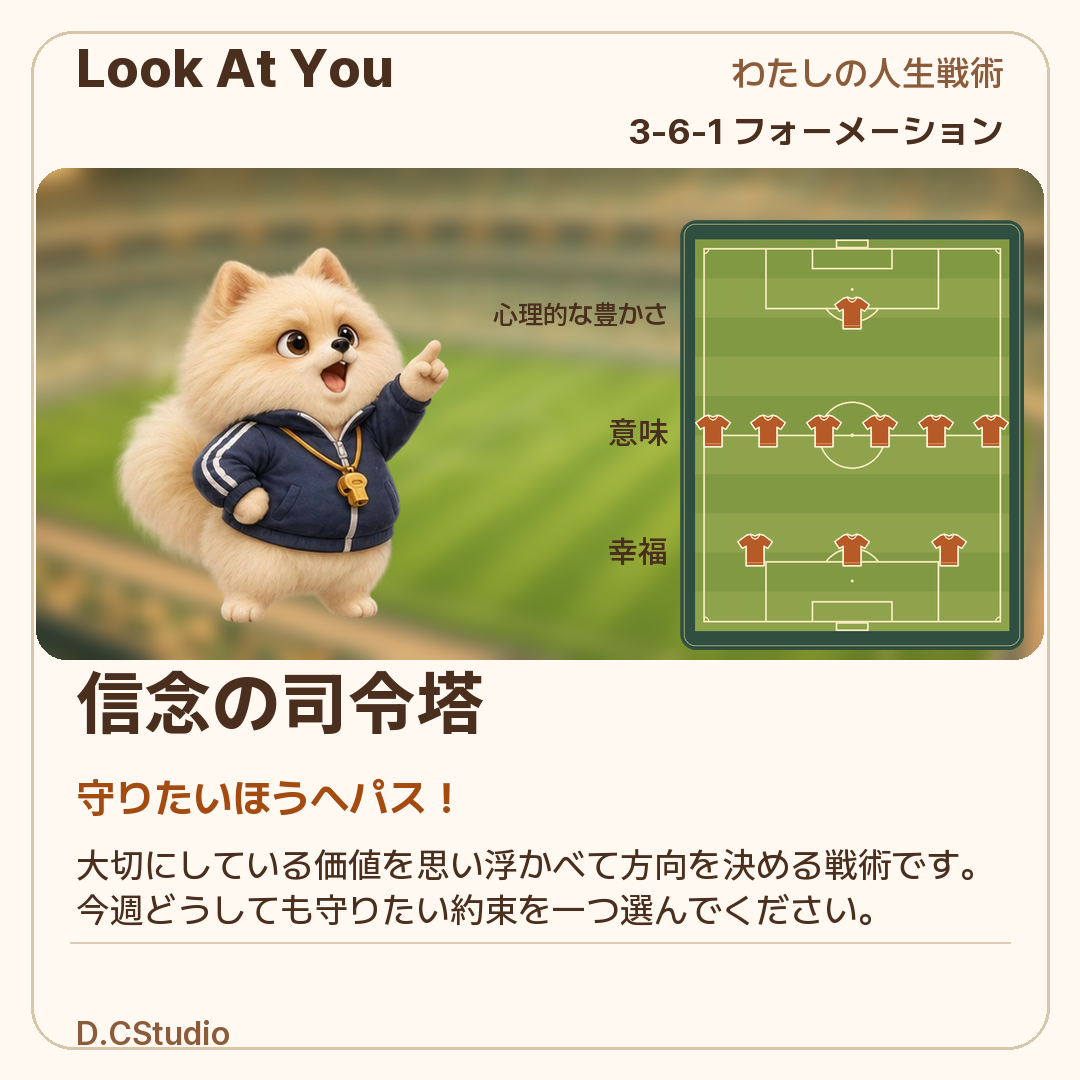 Look At You
わたしの人生戦術
3-6-1 フォーメーション
心理的な豊かさ
意味
幸福
信念の司令塔
守りたいほうへパス！
大切にしている価値を思い浮かべて方向を決める戦術です。
今週どうしても守りたい約束を一つ選んでください。
D.CStudio